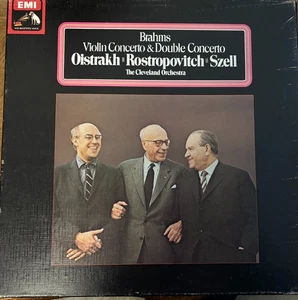 EMI
Brahms
Violin Concerto & Double Concerto
Oistrakh Rostropovitch Szell
The Cleveland Orchestra